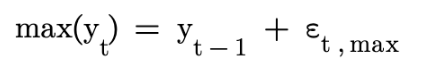 max(y_t) = y_{t-1} + ε_{t,max}